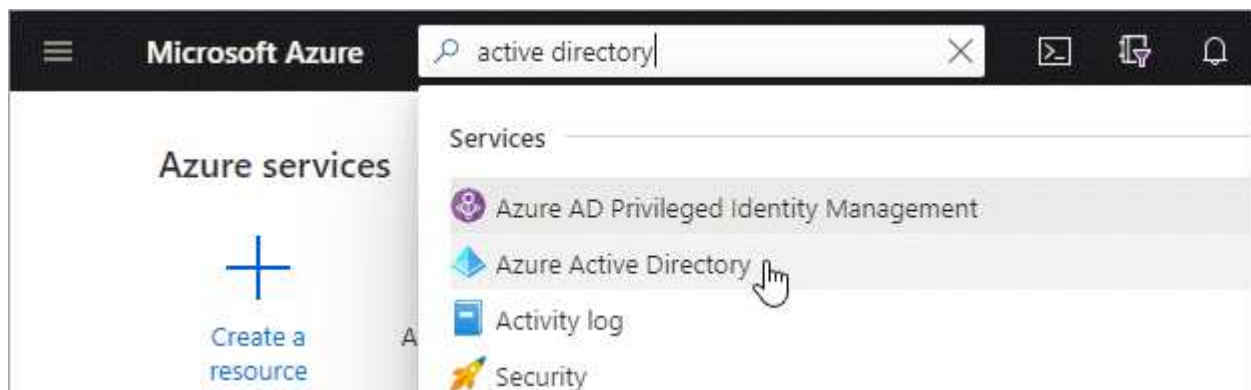 Microsoft Azure
active directory
Services
Azure services
Azure AD Privileged Identity Management
Azure Active Directory
Activity log
Create a
resource
A
Security